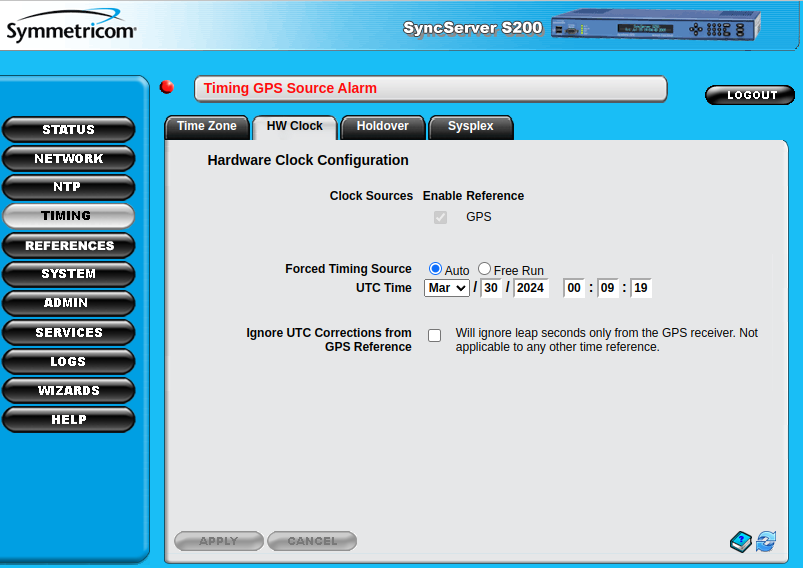 Symmetricom
SyncServer S200
Timing GPS Source Alarm
LOGOUT
STATUS
NETWORK
NTP
TIMING
REFERENCES
SYSTEM
ADMIN
SERVICES
LOGS
WIZARDS
HELP
Time Zone HW Clock Holdover Sysplex
Hardware Clock Configuration
Clock Sources Enable Reference
GPS
Forced Timing Source Auto Free Run
UTC Time Mar / 30 / 2024 00 : 09 : 19
Ignore UTC Corrections from Will ignore leap seconds only from the GPS receiver. Not
GPS Reference applicable to any other time reference.
APPLY CANCEL